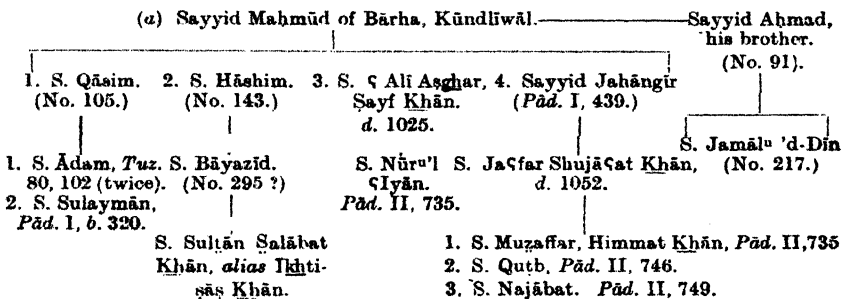 (a) Sayyid Maḥmūd of Bārha, Kūndlīwāl.——Sayyid Aḥmad,
his brother.
(No. 91).
1. S. Qāsim. 2. S. Hāshim. 3. S. ʕ Alī Aṣghar, 4. Sayyid Jahāngīr
(No. 105.) (No. 143.) Ṣayf Khān. (Pād. I, 439.)
d. 1025.
S. Jamālᵘ 'd-Dīn
1. S. Ādam, Tuz. S. Bāyazīd. S. Nūrᵘ'l S. Jaʕfar Shujāʕat Khān, (No. 217.)
80, 102 (twice). (No. 295 ?) ʕIyān. d. 1052.
2. S. Sulaymān, Pād. II, 735.
Pād. I, b. 320.
S. Sulṭān Ṣalābat 1. S. Muẓaffar, Himmat Khān, Pād. II,735
Khān, alias Ikhti- 2. S. Quṭb, Pād. II, 746.
ṣāṣ Khān. 3, S. Najābat. Pād. II, 749.